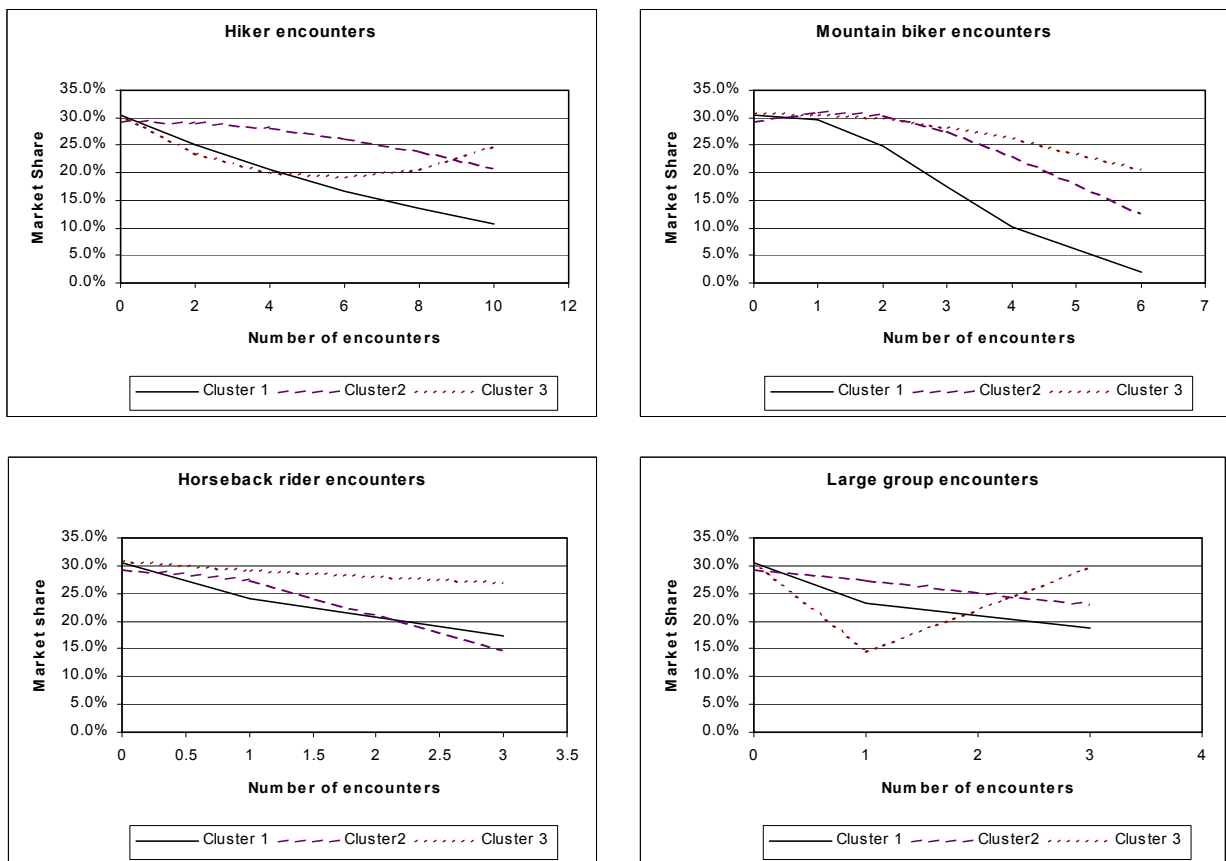 Hiker encounters
35.0%
30.0%
25.0%
20.0%
15.0%
10.0%
5.0%
0.0%
Market Share
0 2 4 6 8 10 12
Number of encounters
Cluster 1 Cluster2 Cluster 3
Mountain biker encounters
35.0%
30.0%
25.0%
20.0%
15.0%
10.0%
5.0%
0.0%
Market Share
0 1 2 3 4 5 6 7
Number of encounters
Cluster 1 Cluster2 Cluster 3
Horseback rider encounters
35.0%
30.0%
25.0%
20.0%
15.0%
10.0%
5.0%
0.0%
Market Share
0 0.5 1 1.5 2 2.5 3 3.5
Number of encounters
Cluster 1 Cluster2 Cluster 3
Large group encounters
35.0%
30.0%
25.0%
20.0%
15.0%
10.0%
5.0%
0.0%
Market Share
0 1 2 3 4
Number of encounters
Cluster 1 Cluster2 Cluster 3